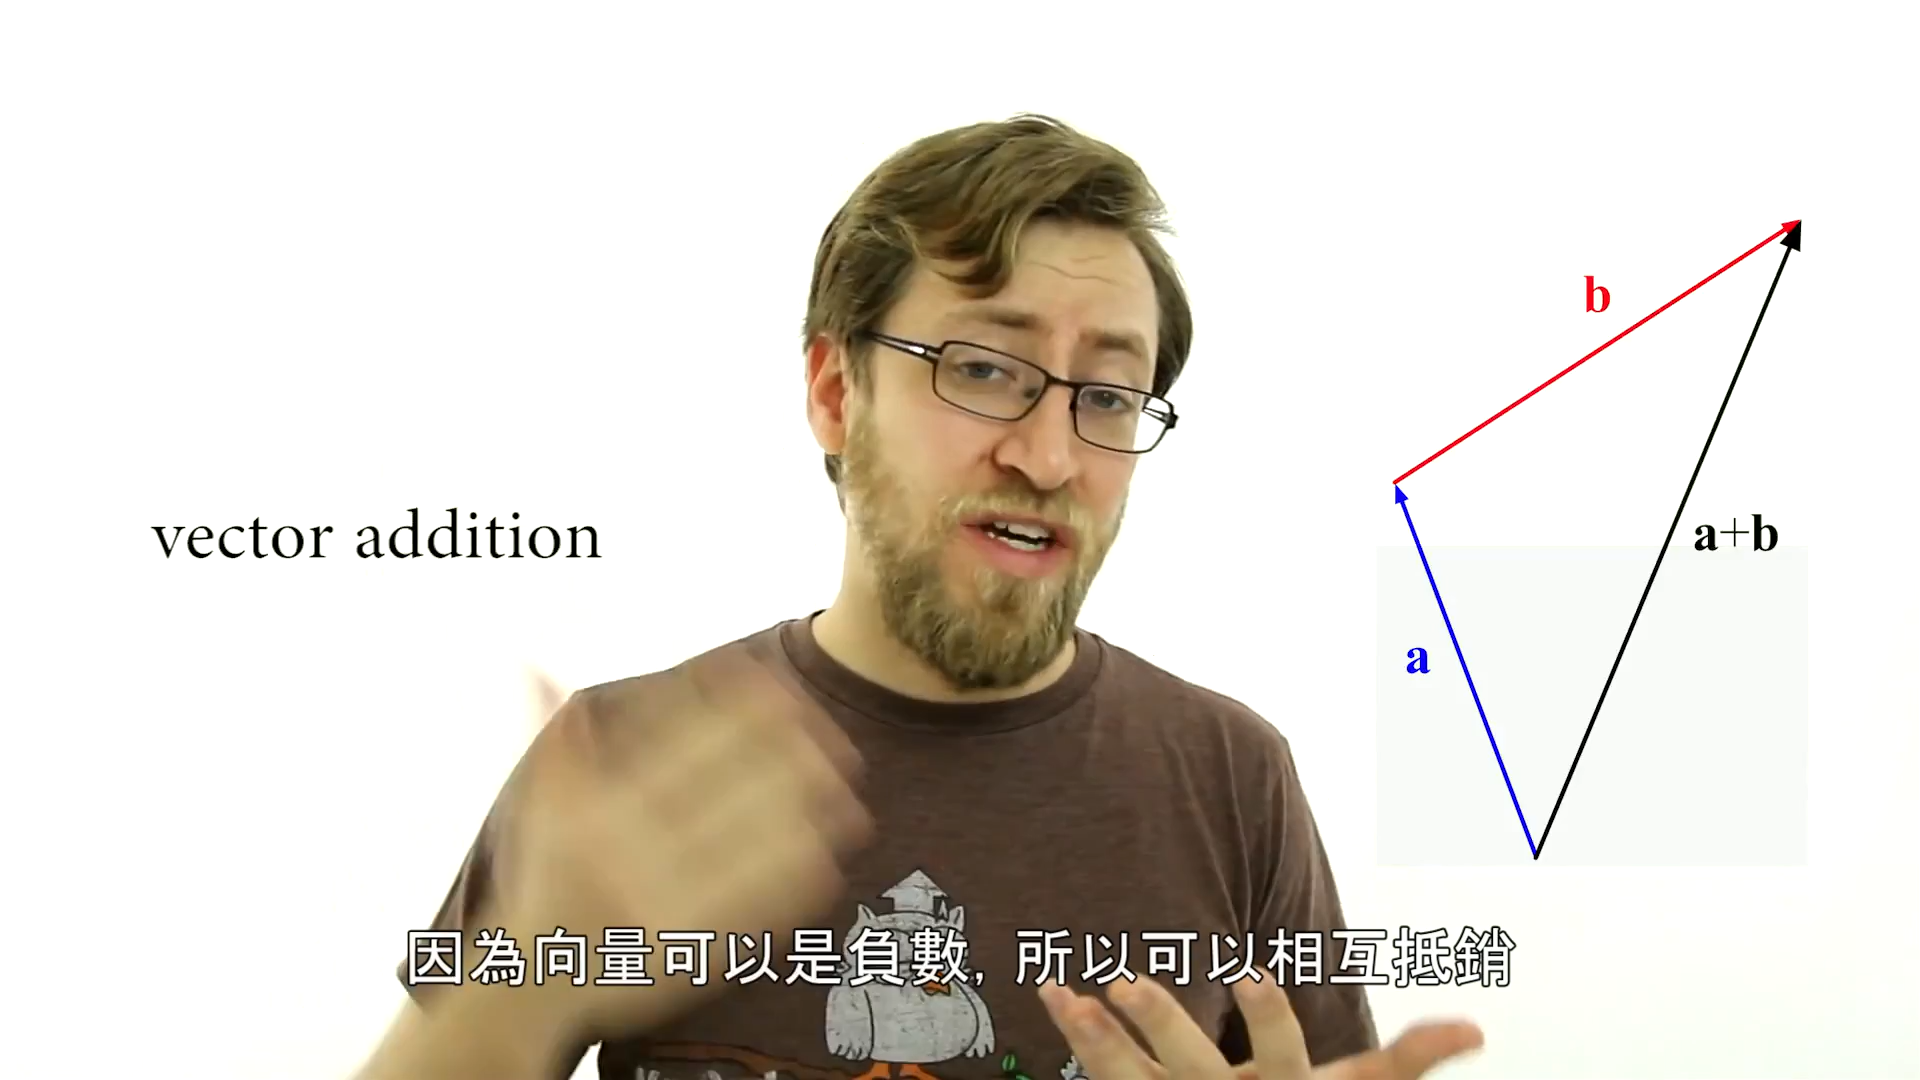 b
vector addition
a+b
a
因為向量可以是負數, 所以可以相互抵銷